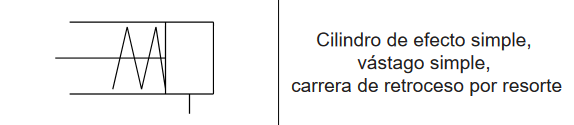 Cilindro de efecto simple,
vástago simple,
carrera de retroceso por resorte